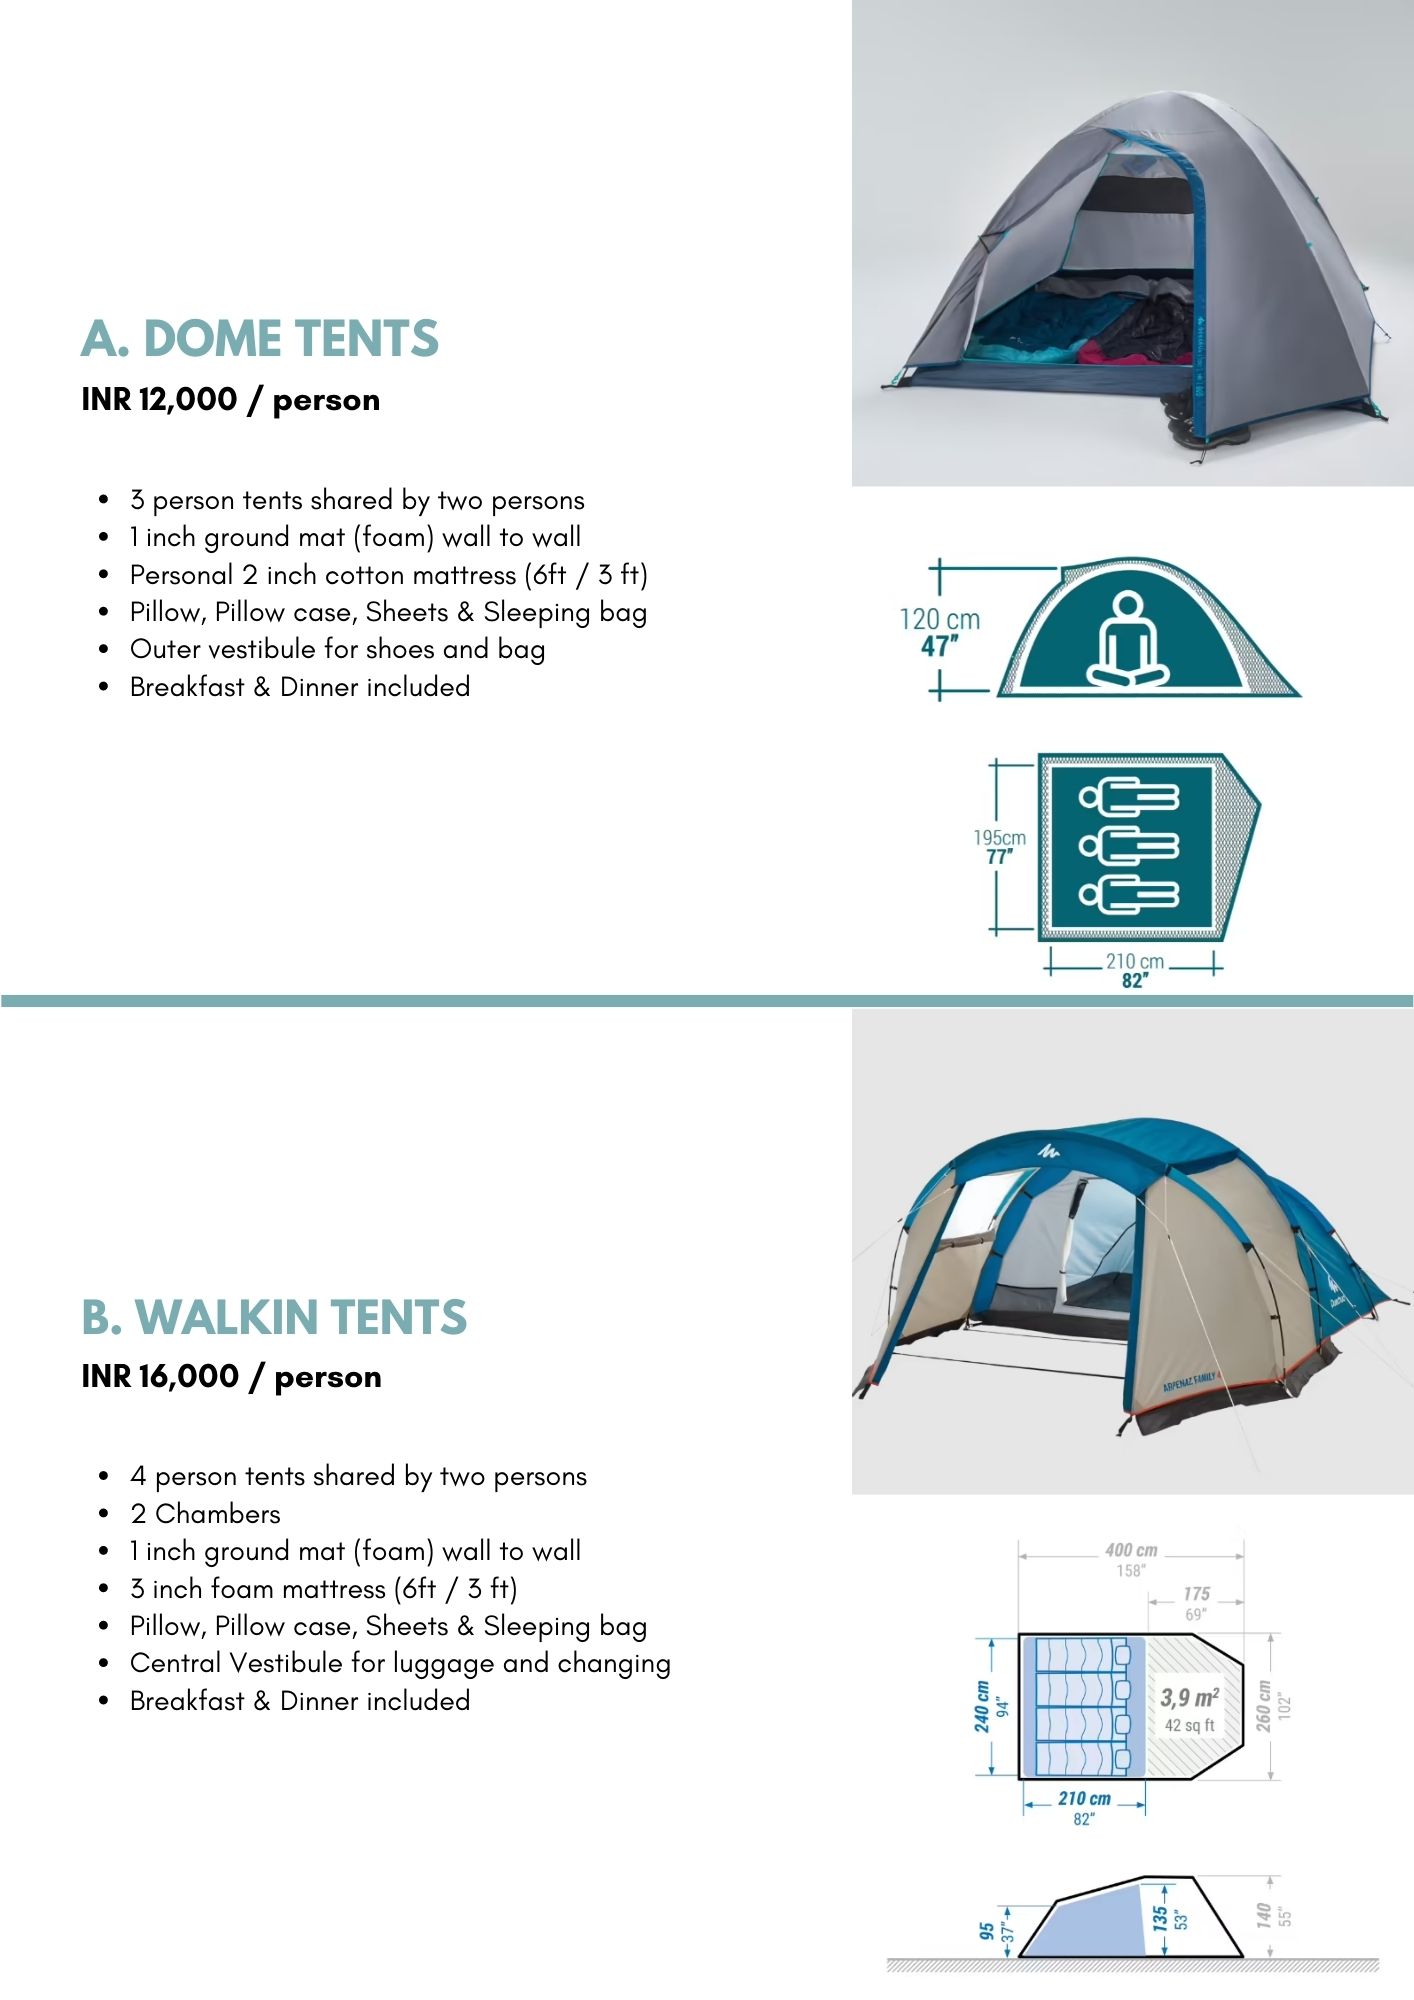 A. DOME TENTS
INR 12,000 / person
3 person tents shared by two persons
1 inch ground mat (foam) wall to wall
Personal 2 inch cotton mattress (6ft / 3 ft)
Pillow, Pillow case, Sheets & Sleeping bag
Outer vestibule for shoes and bag
Breakfast & Dinner included
120 cm
47"
195cm
77"
210 cm
82"
B. WALKIN TENTS
INR 16,000 / person
4 person tents shared by two persons
2 Chambers
1 inch ground mat (foam) wall to wall
3 inch foam mattress (6ft / 3 ft)
Pillow, Pillow case, Sheets & Sleeping bag
Central Vestibule for luggage and changing
Breakfast & Dinner included
ARPENAZ FAMILY
400 cm
158"
175
69"
240 cm
94"
3,9 m²
42 sq ft
260 cm
102"
210 cm
82"
95
37"
135
53"
140
55"